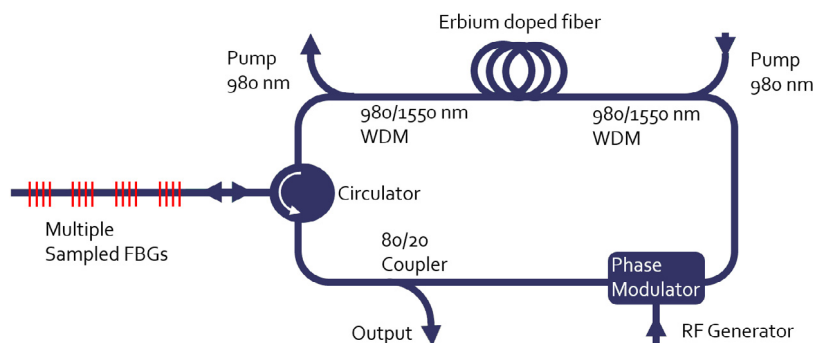 Erbium doped fiber
Pump
980 nm
Pump
980 nm
980/1550 nm
WDM
980/1550 nm
WDM
Circulator
Multiple
Sampled FBGs
80/20
Coupler
Phase
Modulator
Output
RF Generator